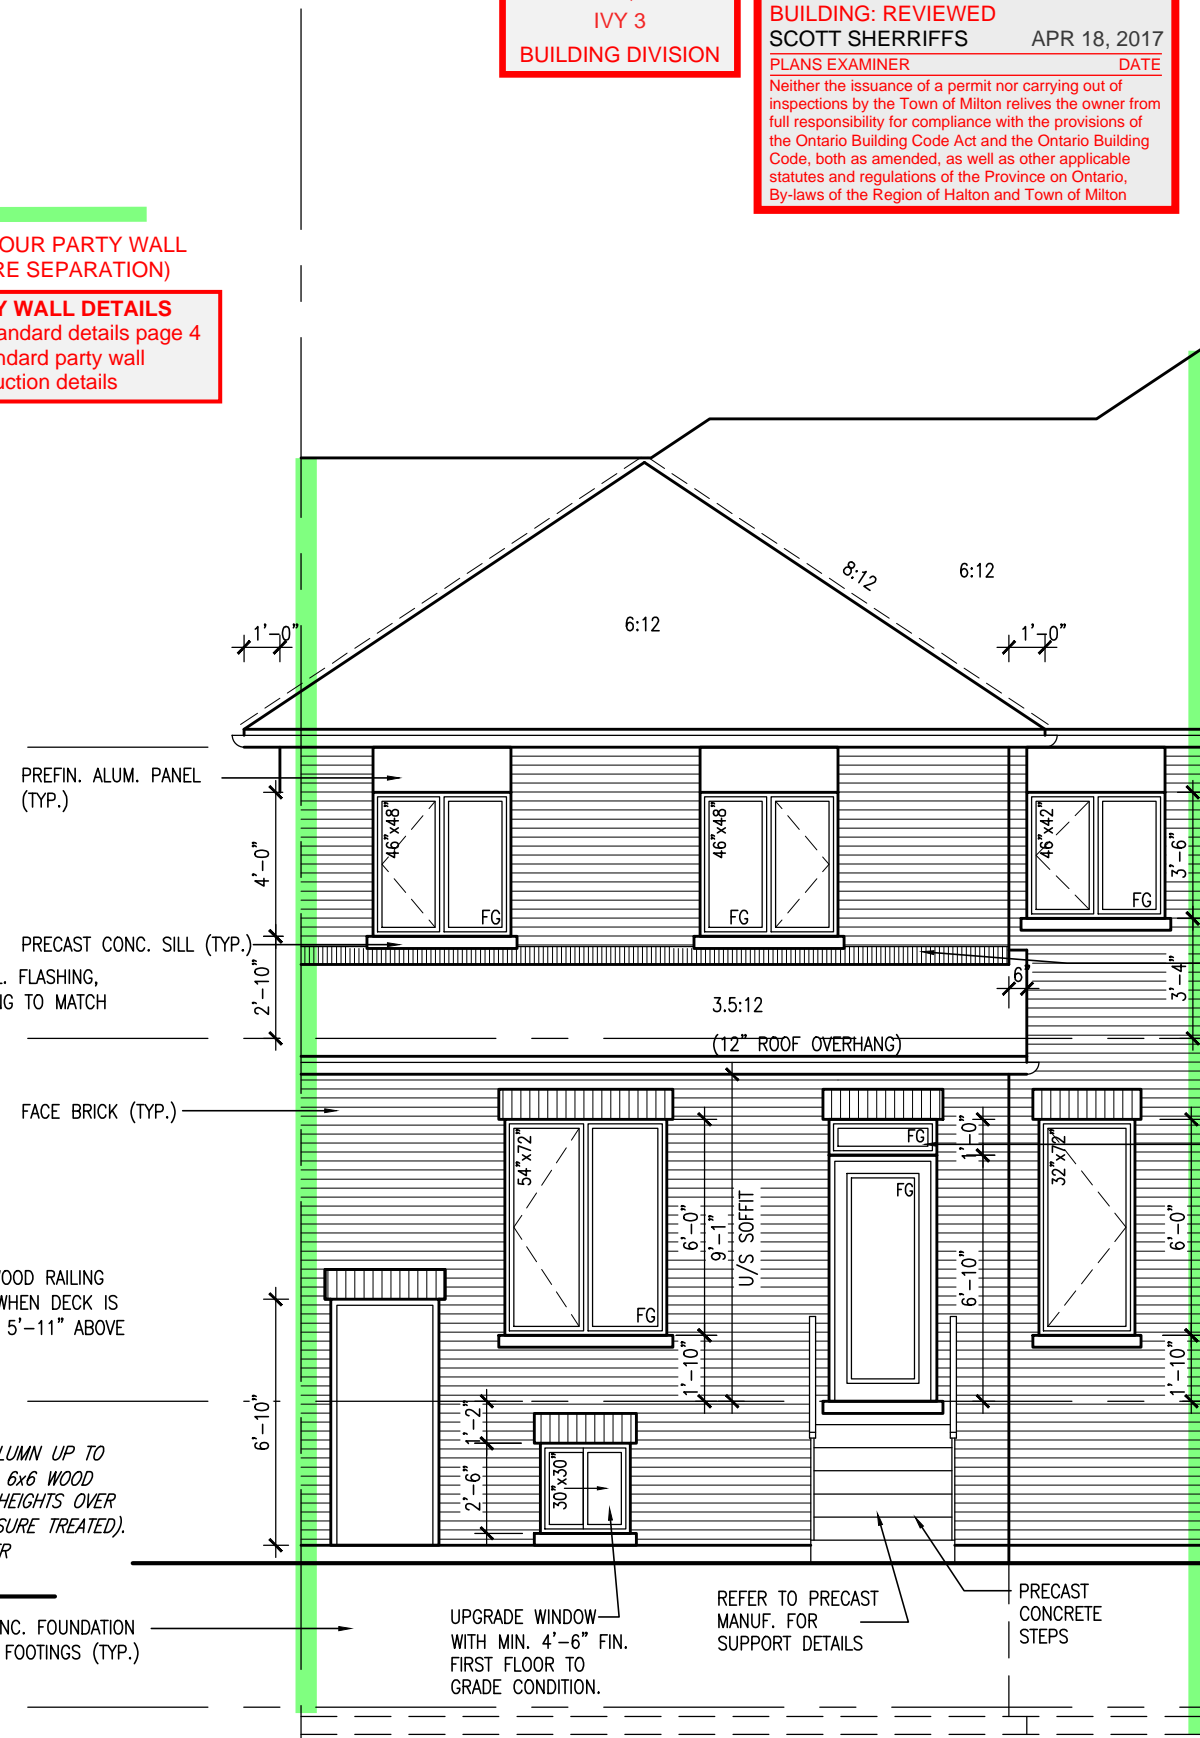 IVY 3
BUILDING DIVISION
BUILDING: REVIEWED
SCOTT SHERRIFFS APR 18, 2017
PLANS EXAMINER DATE
Neither the issuance of a permit nor carrying out of
inspections by the Town of Milton relives the owner from
full responsibility for compliance with the provisions of
the Ontario Building Code Act and the Ontario Building
Code, both as amended, as well as other applicable
statutes and regulations of the Province on Ontario,
By-laws of the Region of Halton and Town of Milton
OUR PARTY WALL
RE SEPARATION)
Y WALL DETAILS
andard details page 4
ndard party wall
uction details
8:12
6:12
6:12
1'-0"
1'-0"
PREFIN. ALUM. PANEL
(TYP.)
46"x48"
FG
46"x48"
FG
46"x42"
FG
4'-0"
3'-6"
PRECAST CONC. SILL (TYP.)
L. FLASHING,
NG TO MATCH
2'-10"
6"
3'-4"
3.5:12
(12" ROOF OVERHANG)
FACE BRICK (TYP.)
54"x72"
FG
6'-0"
9'-1"
U/S SOFFIT
FG
1'-0"
FG
6'-10"
32"x72"
6'-0"
1'-10"
1'-10"
WOOD RAILING
WHEN DECK IS
5'-11" ABOVE
6'-10"
1'-2"
2'-6"
30"x30"
LUMN UP TO
6x6 WOOD
HEIGHTS OVER
SURE TREATED).
ER
NC. FOUNDATION
FOOTINGS (TYP.)
UPGRADE WINDOW
WITH MIN. 4'-6" FIN.
FIRST FLOOR TO
GRADE CONDITION.
REFER TO PRECAST
MANUF. FOR
SUPPORT DETAILS
PRECAST
CONCRETE
STEPS